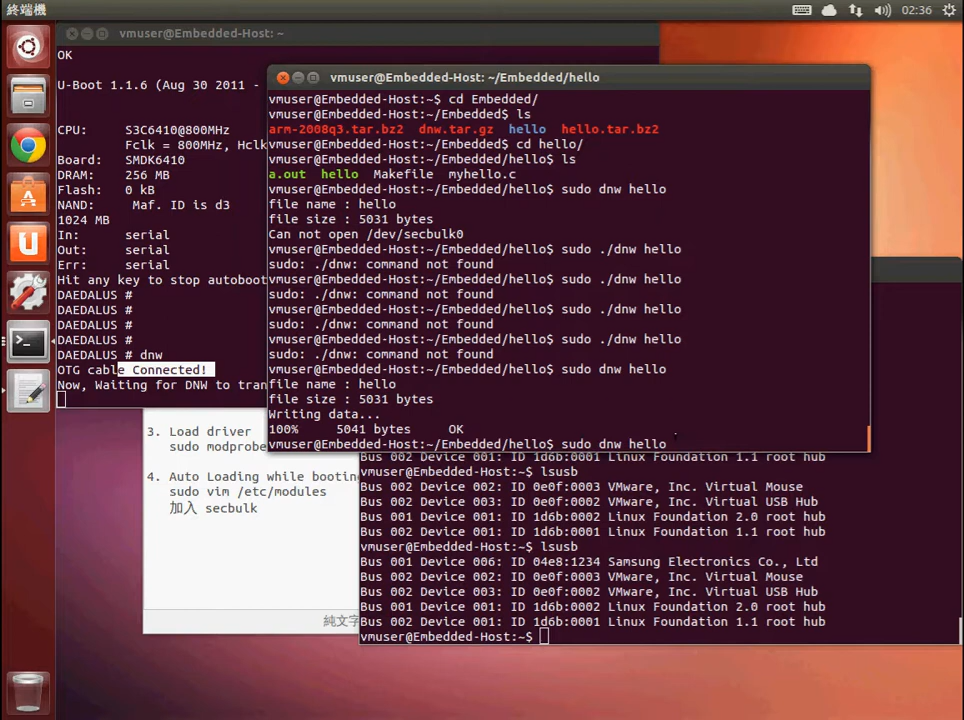 終端機
02:36
vmuser@Embedded-Host: ~
OK
U-Boot 1.1.6 (Aug 30 2011 -
CPU: S3C6410@800MHz
Fclk = 800MHz, Hclk
Board: SMDK6410
DRAM: 256 MB
Flash: 0 kB
NAND: Maf. ID is d3
1024 MB
In: serial
Out: serial
Err: serial
Hit any key to stop autoboot
DAEDALUS #
DAEDALUS #
DAEDALUS #
DAEDALUS #
DAEDALUS # dnw
OTG cable Connected!
Now, Waiting for DNW to tran
vmuser@Embedded-Host: ~/Embedded/hello
vmuser@Embedded-Host:~$ cd Embedded/
vmuser@Embedded-Host:~/Embedded$ ls
arm-2008q3.tar.bz2 dnw.tar.gz hello hello.tar.bz2
vmuser@Embedded-Host:~/Embedded$ cd hello/
vmuser@Embedded-Host:~/Embedded/hello$ ls
a.out hello Makefile myhello.c
vmuser@Embedded-Host:~/Embedded/hello$ sudo dnw hello
file name : hello
file size : 5031 bytes
Can not open /dev/secbulk0
vmuser@Embedded-Host:~/Embedded/hello$ sudo ./dnw hello
sudo: ./dnw: command not found
vmuser@Embedded-Host:~/Embedded/hello$ sudo ./dnw hello
sudo: ./dnw: command not found
vmuser@Embedded-Host:~/Embedded/hello$ sudo ./dnw hello
sudo: ./dnw: command not found
vmuser@Embedded-Host:~/Embedded/hello$ sudo ./dnw hello
sudo: ./dnw: command not found
vmuser@Embedded-Host:~/Embedded/hello$ sudo dnw hello
file name : hello
file size : 5031 bytes
Writing data...
100% 5041 bytes OK
vmuser@Embedded-Host:~/Embedded/hello$ sudo dnw hello
3. Load driver
sudo modprobe
4. Auto Loading while booting
sudo vim /etc/modules
加入 secbulk
純文字
Bus 002 Device 001: ID 1d6b:0001 Linux Foundation 1.1 root hub
vmuser@Embedded-Host:~$ lsusb
Bus 002 Device 002: ID 0e0f:0003 VMware, Inc. Virtual Mouse
Bus 002 Device 003: ID 0e0f:0002 VMware, Inc. Virtual USB Hub
Bus 001 Device 001: ID 1d6b:0002 Linux Foundation 2.0 root hub
Bus 002 Device 001: ID 1d6b:0001 Linux Foundation 1.1 root hub
vmuser@Embedded-Host:~$ lsusb
Bus 001 Device 006: ID 04e8:1234 Samsung Electronics Co., Ltd
Bus 002 Device 002: ID 0e0f:0003 VMware, Inc. Virtual Mouse
Bus 002 Device 003: ID 0e0f:0002 VMware, Inc. Virtual USB Hub
Bus 001 Device 001: ID 1d6b:0002 Linux Foundation 2.0 root hub
Bus 002 Device 001: ID 1d6b:0001 Linux Foundation 1.1 root hub
vmuser@Embedded-Host:~$